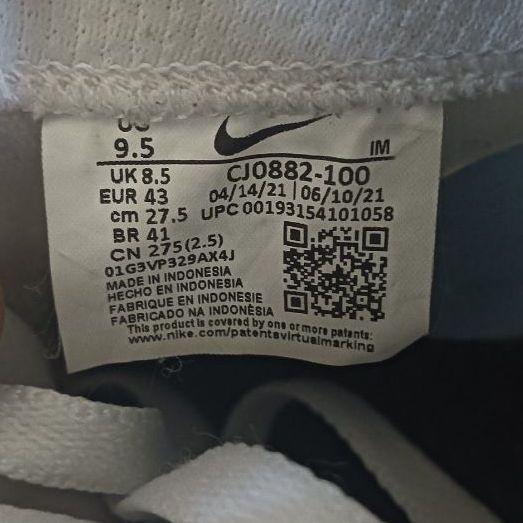 US
9.5
IM
UK 8.5
CJ0882-100
EUR 43
04/14/21 | 06/10/21
cm 27.5
UPC 00193154101058
BR 41
CN 275(2.5)
01G3VP329AX4J
MADE IN INDONESIA
HECHO EN INDONESIA
FABRIQUE EN INDONESIE
FABRICADO NA INDONÈSIA
This product is covered by one or more patents:
www.nike.com/patentsvirtualmarking